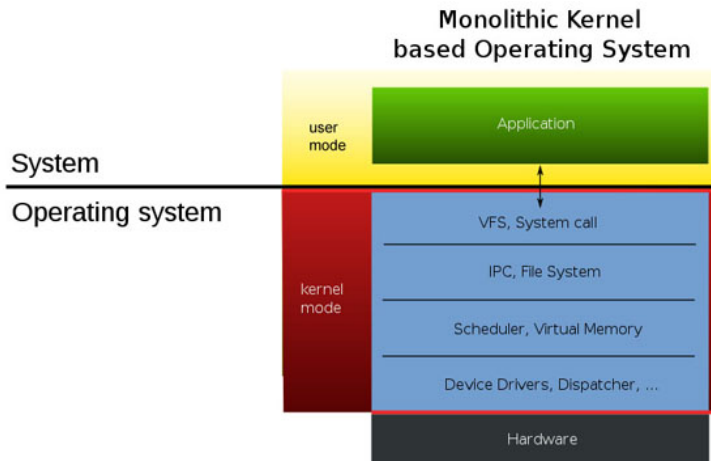 Monolithic Kernel
based Operating System
user
mode
Application
System
Operating system
VFS, System call
IPC, File System
kernel
mode
Scheduler, Virtual Memory
Device Drivers, Dispatcher, ...
Hardware